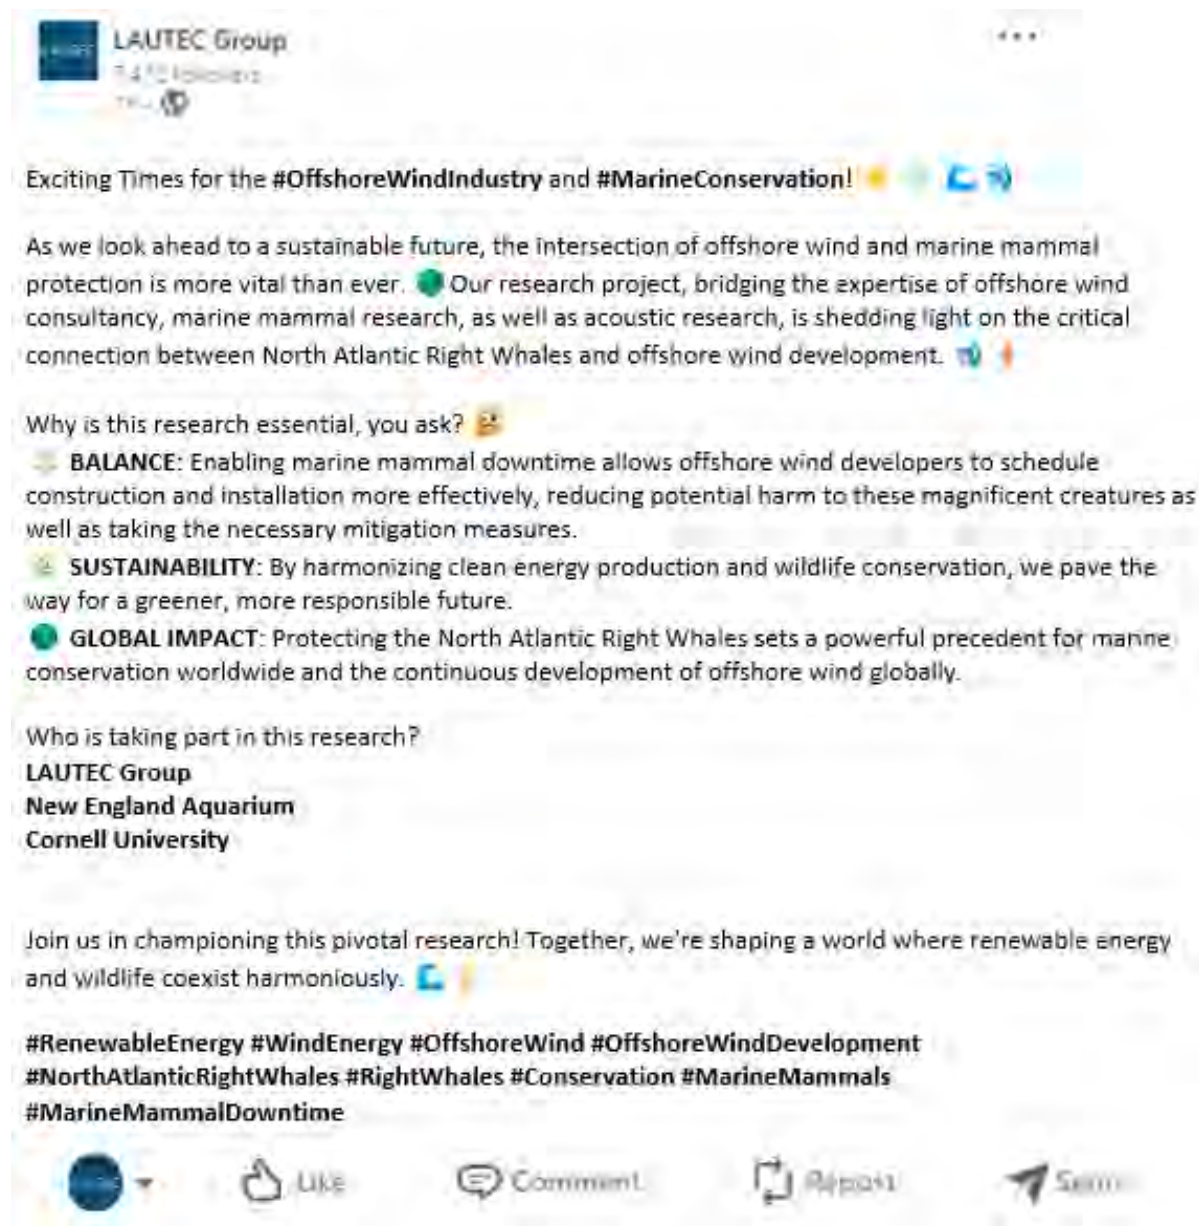 LAUTEC Group
Exciting Times for the #OffshoreWindIndustry and #MarineConservation!
As we look ahead to a sustainable future, the intersection of offshore wind and marine mammal
protection is more vital than ever. Our research project, bridging the expertise of offshore wind
consultancy, marine mammal research, as well as acoustic research, is shedding light on the critical
connection between North Atlantic Right Whales and offshore wind development.
Why is this research essential, you ask?
BALANCE: Enabling marine mammal downtime allows offshore wind developers to schedule
construction and installation more effectively, reducing potential harm to these magnificent creatures as
well as taking the necessary mitigation measures.
SUSTAINABILITY: By harmonizing clean energy production and wildlife conservation, we pave the
way for a greener, more responsible future.
GLOBAL IMPACT: Protecting the North Atlantic Right Whales sets a powerful precedent for marine
conservation worldwide and the continuous development of offshore wind globally.
Who is taking part in this research?
LAUTEC Group
New England Aquarium
Cornell University
Join us in championing this pivotal research! Together, we're shaping a world where renewable energy
and wildlife coexist harmoniously.
#RenewableEnergy #WindEnergy #OffshoreWind #OffshoreWindDevelopment
#NorthAtlanticRightWhales #RightWhales #Conservation #MarineMammals
#MarineMammalDowntime
Like Comment Repost Send